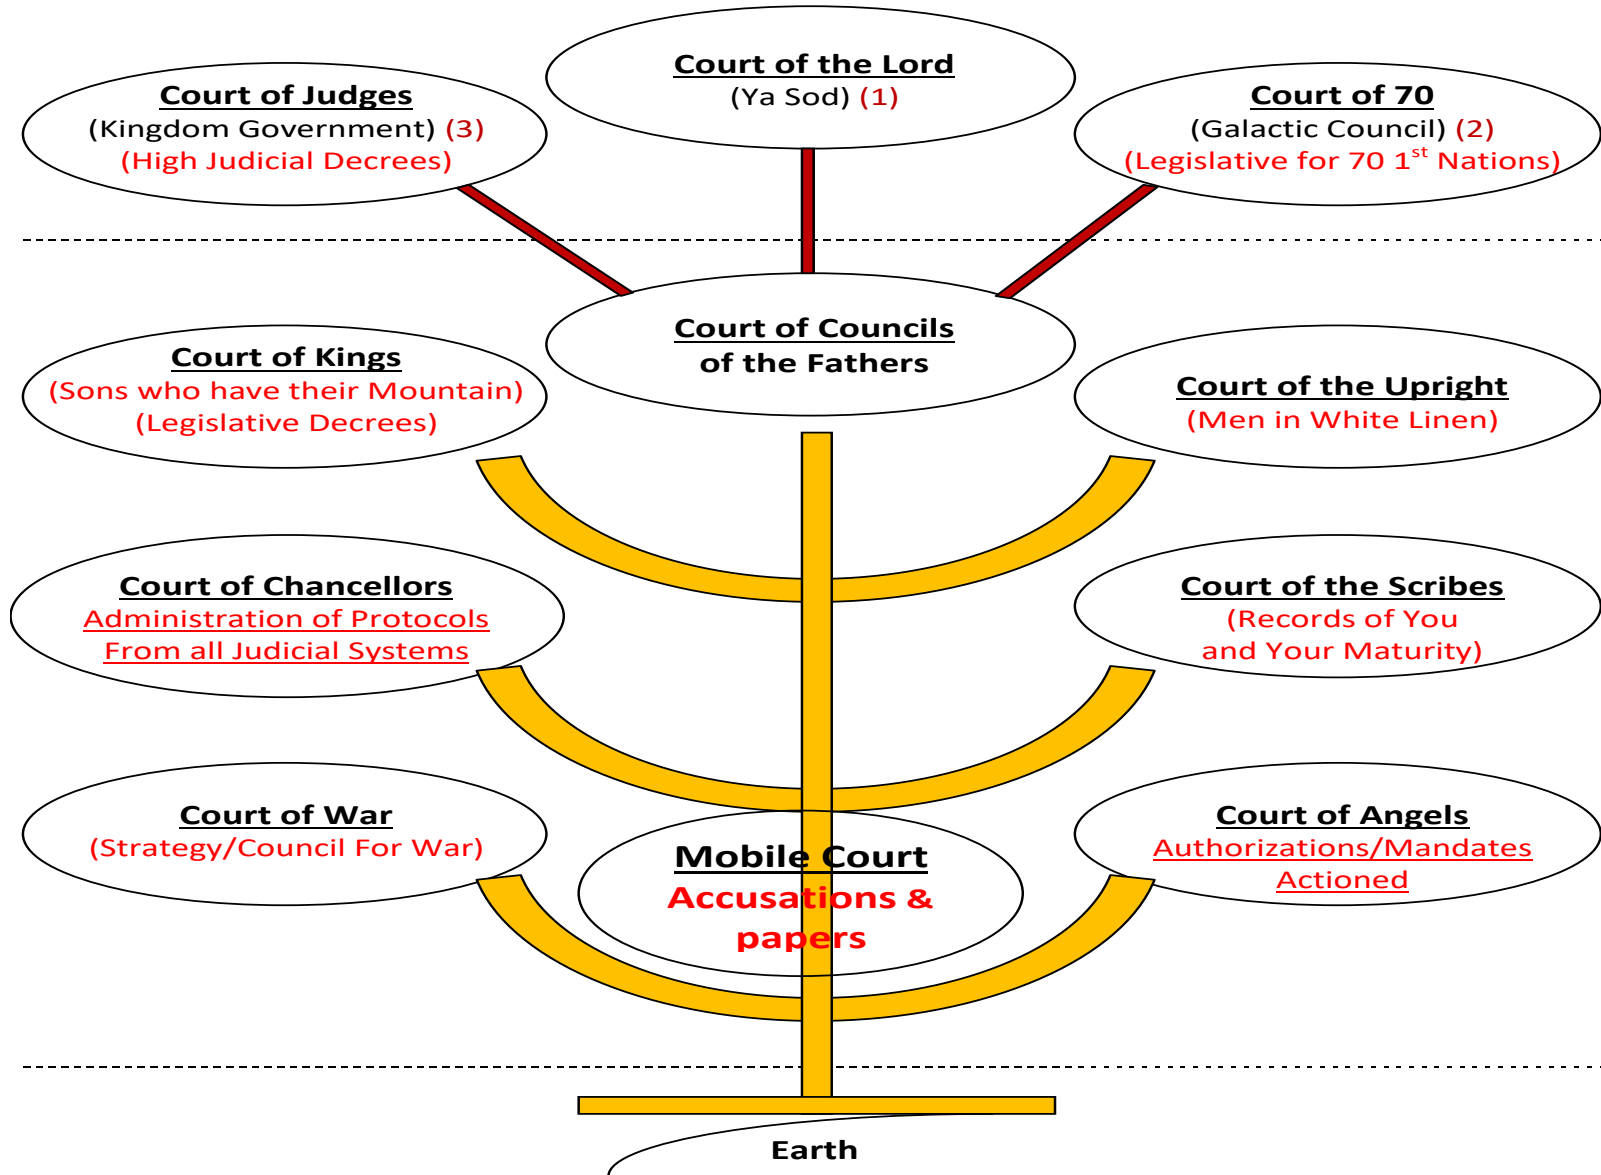 Court of the Lord
(Ya Sod) (1)
Court of Judges
(Kingdom Government) (3)
(High Judicial Decrees)
Court of 70
(Galactic Council) (2)
(Legislative for 70 1st Nations)
Court of Councils
of the Fathers
Court of Kings
(Sons who have their Mountain)
(Legislative Decrees)
Court of the Upright
(Men in White Linen)
Court of Chancellors
Administration of Protocols
From all Judicial Systems
Court of the Scribes
(Records of You
and Your Maturity)
Court of War
(Strategy/Council For War)
Mobile Court
Accusations &
papers
Court of Angels
Authorizations/Mandates
Actioned
Earth